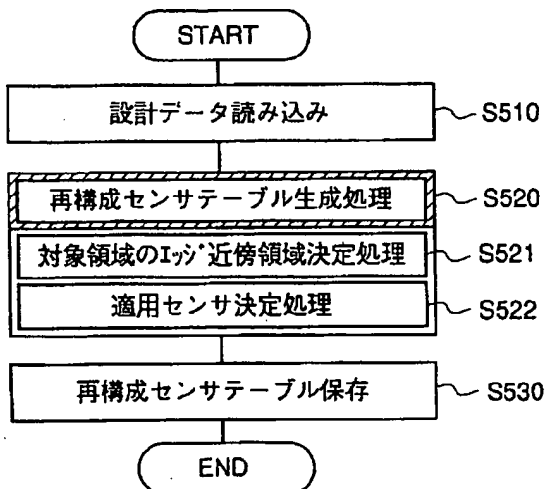 START
設計データ読み込み S510
再構成センサテーブル生成処理 S520
対象領域のエッジ近傍領域決定処理 S521
適用センサ決定処理 S522
再構成センサテーブル保存 S530
END